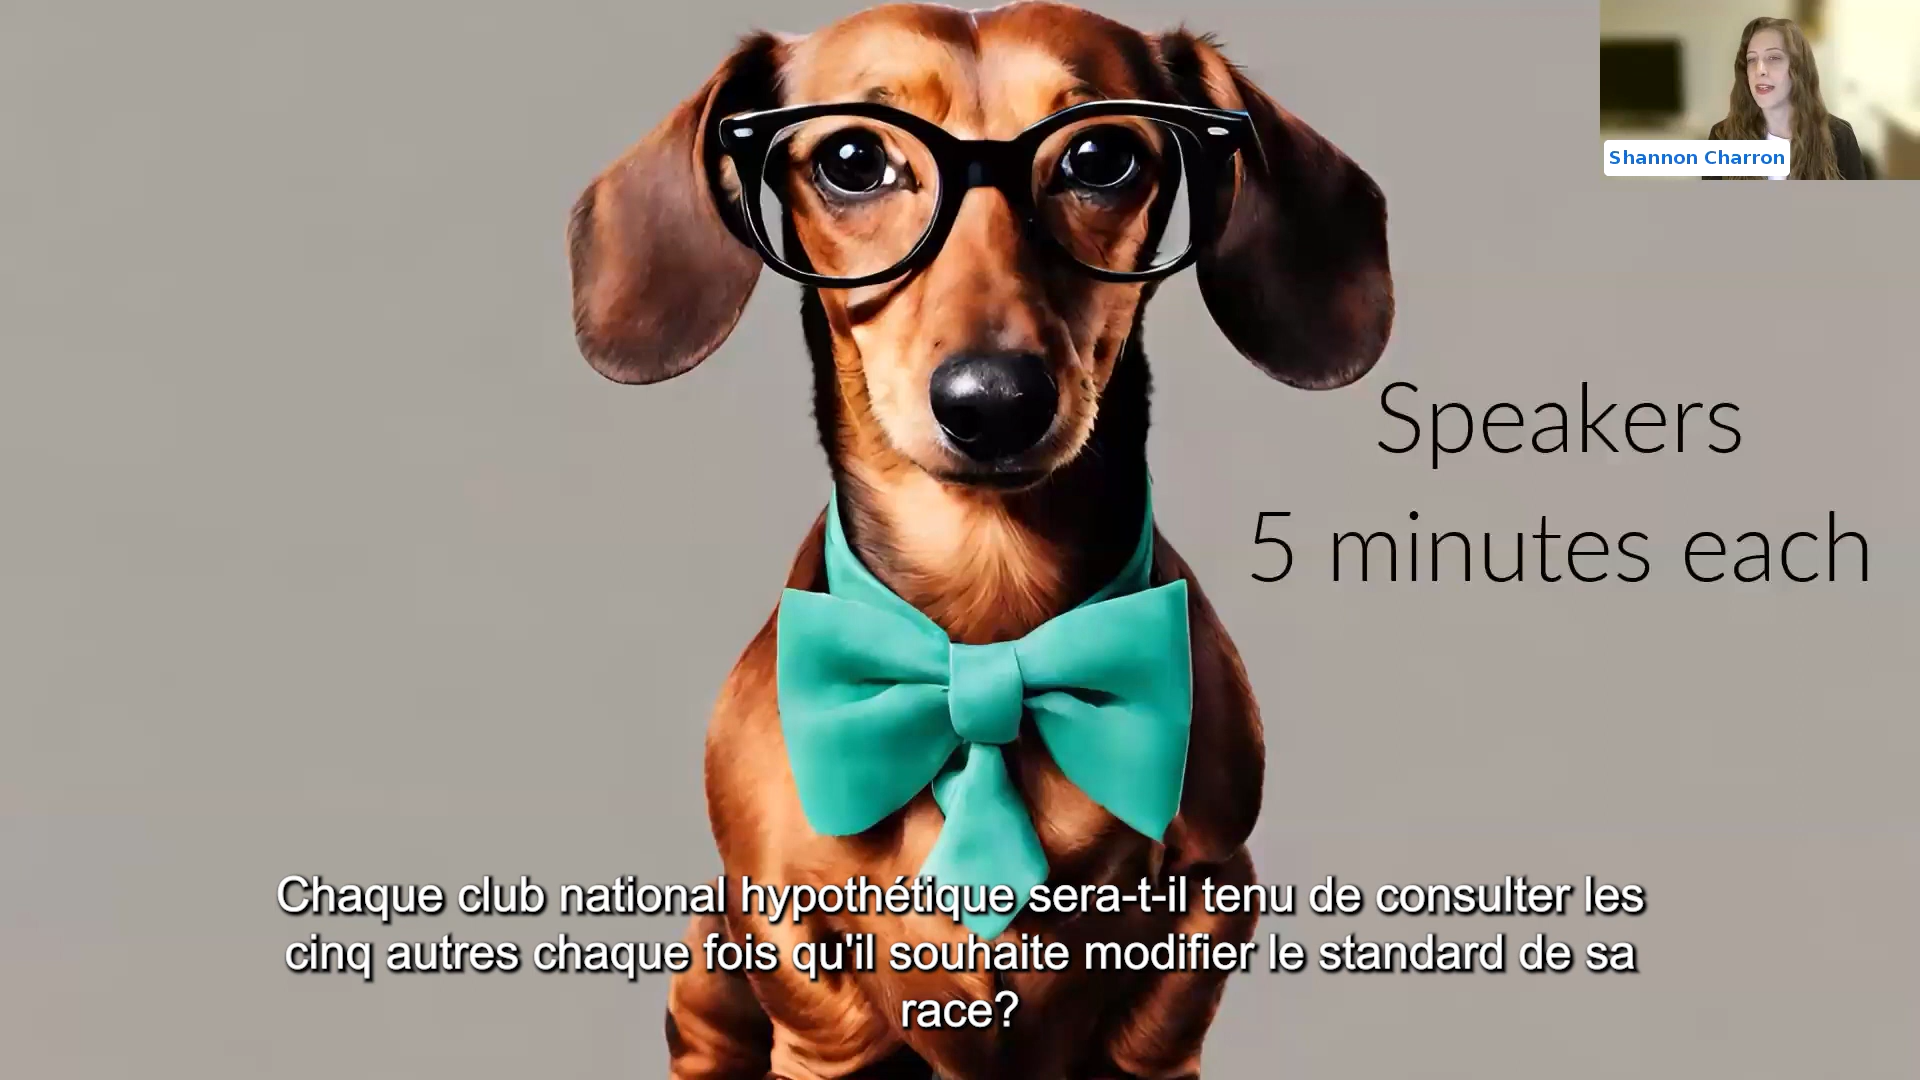 Shannon Charron
Speakers
5 minutes each
Chaque club national hypothétique sera-t-il tenu de consulter les
cinq autres chaque fois qu'il souhaite modifier le standard de sa
race?